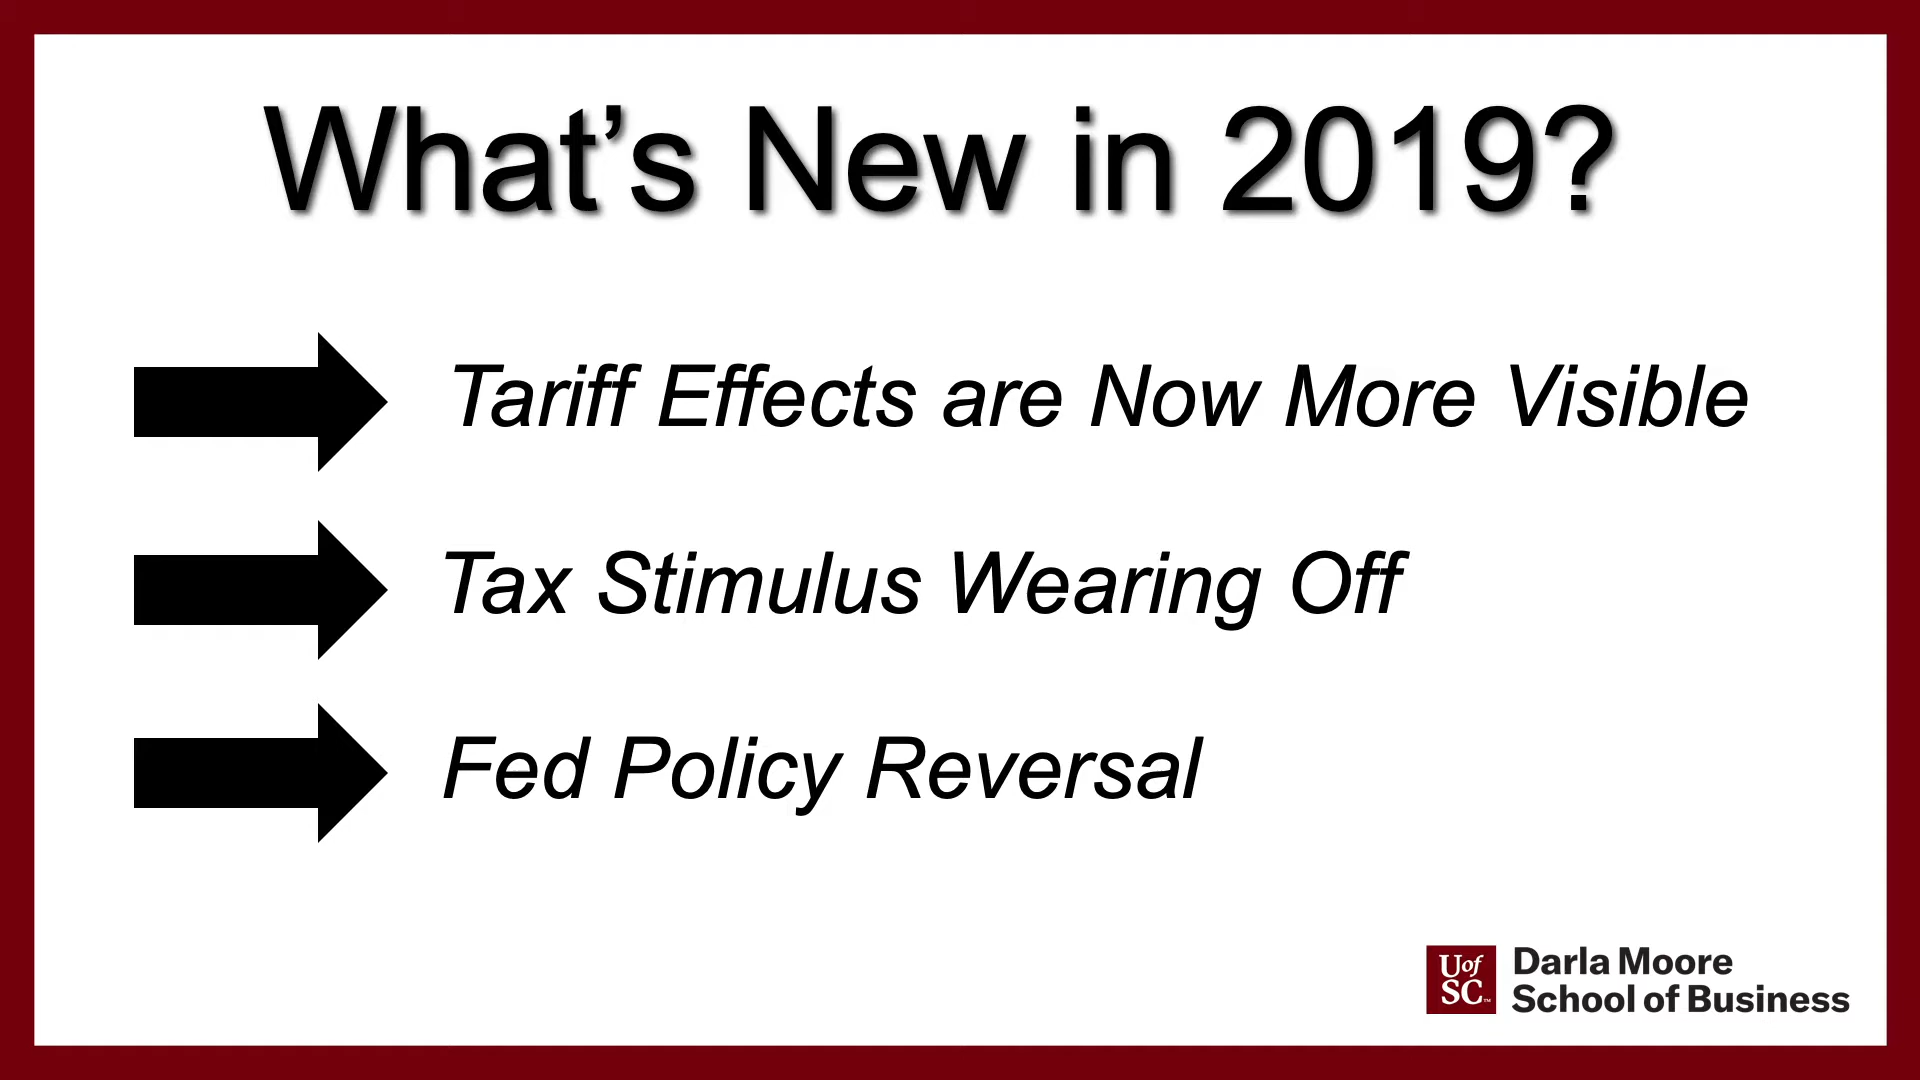 What’s New in 2019?
Tariff Effects are Now More Visible
Tax Stimulus Wearing Off
Fed Policy Reversal
UofSC™
Darla Moore
School of Business